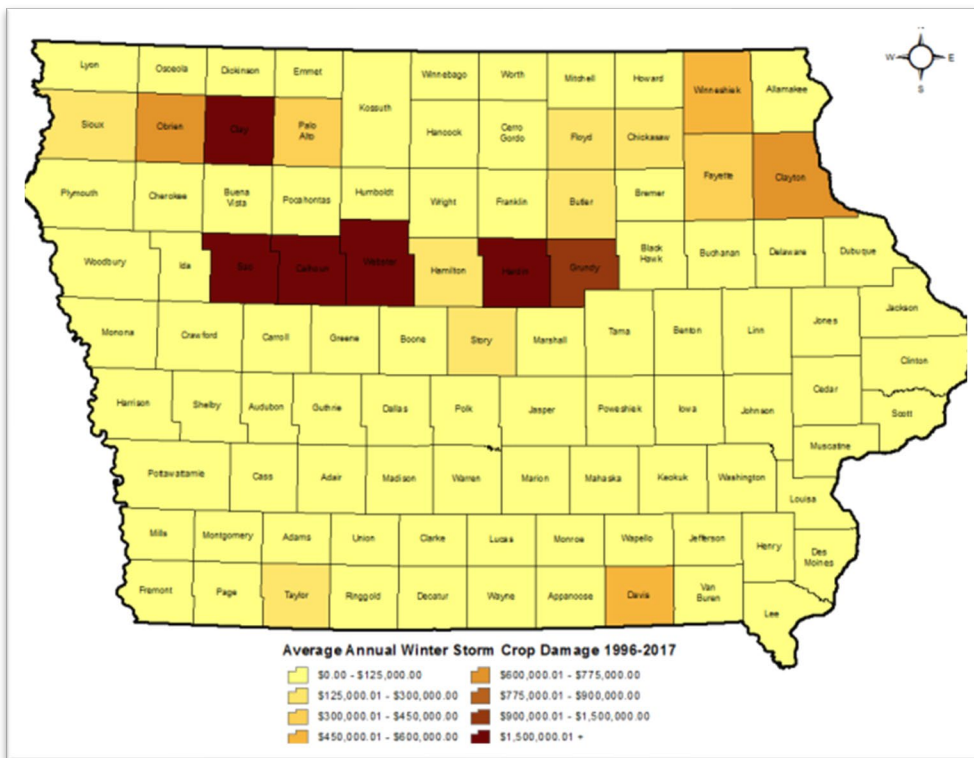 N
W E
S
Lyon Osceola Dickinson Emmet Kossuth Winnebago Worth Mitchell Howard Winneshiek Allamakee
Sioux Obrien Clay Palo Alto Hancock Cerro Gordo Floyd Chickasaw Fayette Clayton
Plymouth Cherokee Buena Vista Pocahontas Humboldt Wright Franklin Butler Bremer
Woodbury Ida Sac Calhoun Webster Hamilton Hardin Grundy Black Hawk Buchanan Delaware Dubuque
Monona Crawford Carroll Greene Boone Story Marshall Tama Benton Linn Jones Jackson
Clinton
Harrison Shelby Audubon Guthrie Dallas Polk Jasper Poweshiek Iowa Johnson Cedar Scott
Muscatine
Pottawattamie Cass Adair Madison Warren Marion Mahaska Keokuk Washington Louisa
Mills Montgomery Adams Union Clarke Lucas Monroe Wapello Jefferson Henry Des Moines
Fremont Page Taylor Ringgold Decatur Wayne Appanoose Davis Van Buren Lee
Average Annual Winter Storm Crop Damage 1996-2017
$0.00 - $125,000.00
$125,000.01 - $300,000.00
$300,000.01 - $450,000.00
$450,000.01 - $600,000.00
$600,000.01 - $775,000.00
$775,000.01 - $900,000.00
$900,000.01 - $1,500,000.00
$1,500,000.01 +